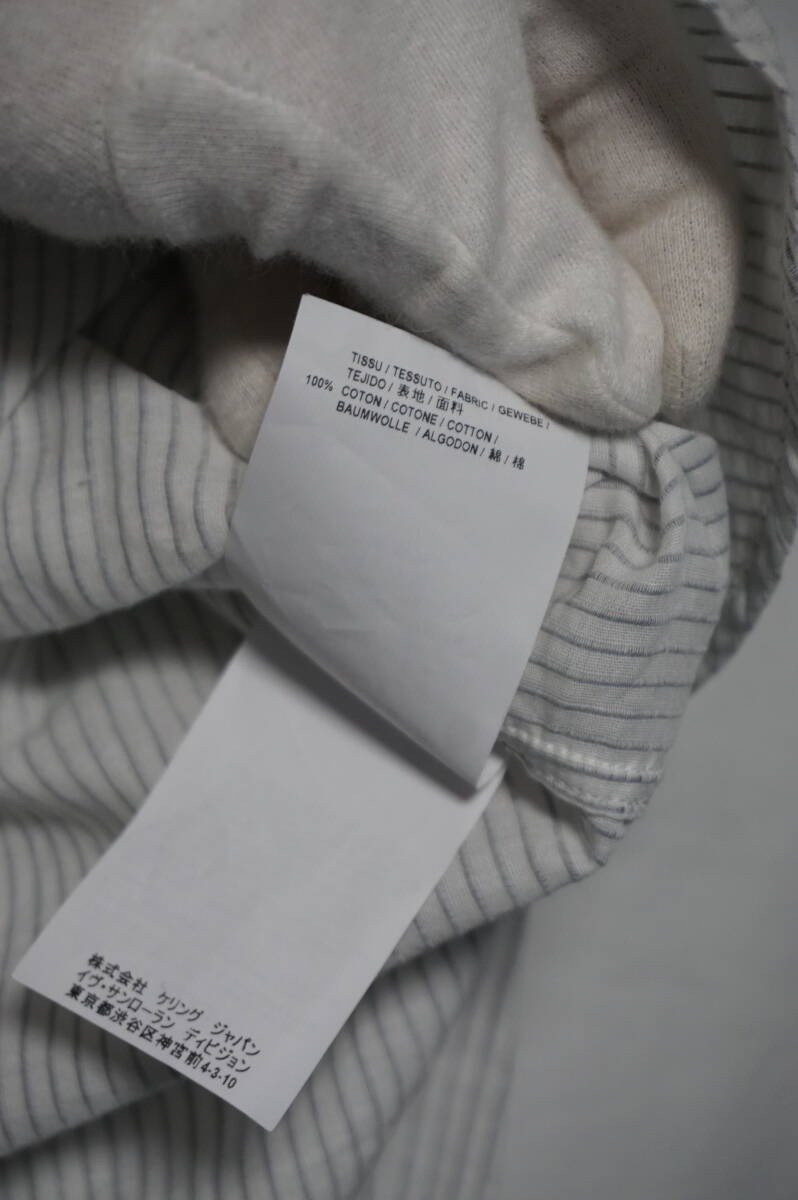 TISSU / TESSUTO / FABRIC / GEWEBE /
TEJIDO / 表地 / 面料
100% COTON / COTONE / COTTON /
BAUMWOLLE / ALGODON / 綿 / 棉
株式会社 ケリング ジャパン
イヴ・サンローラン ディビジョン
東京都渋谷区神宮前4-3-10